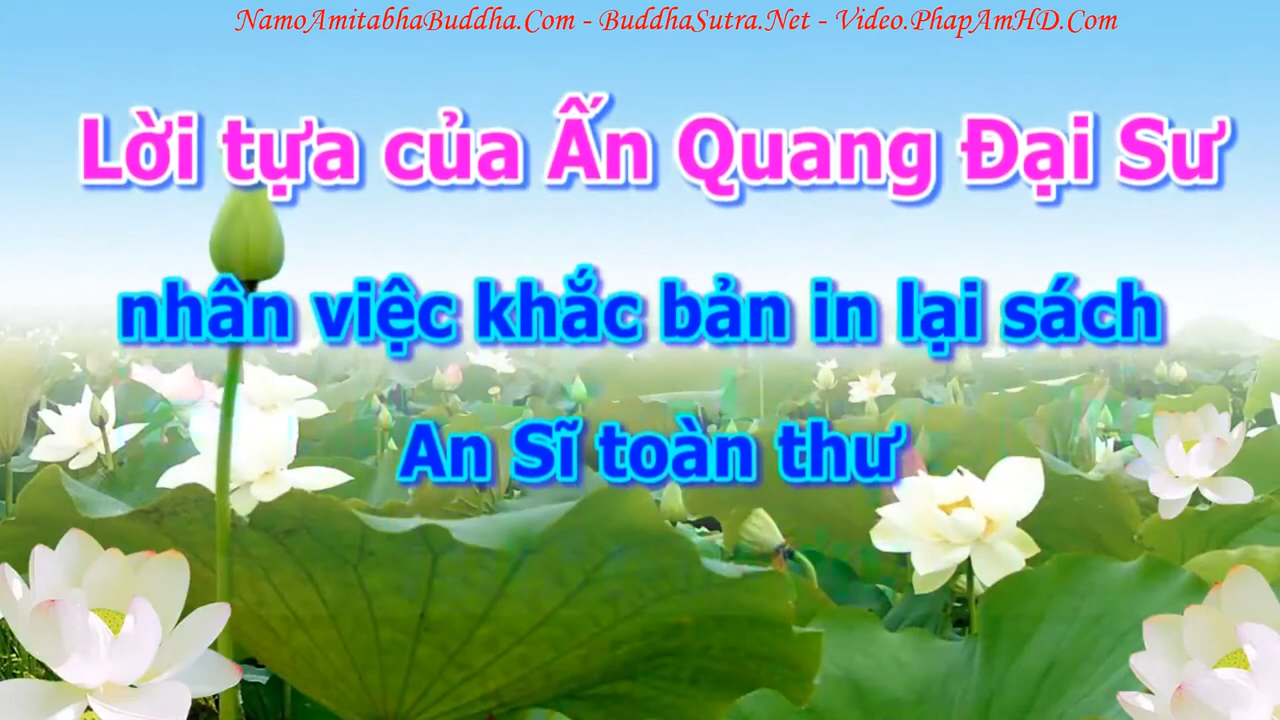 NamoAmitabhaBuddha.Com - BuddhaSutra.Net - Video.PhapAmHD.Com
Lời tựa của Ấn Quang Đại Sư
nhân việc khắc bản in lại sách
An Sĩ toàn thư